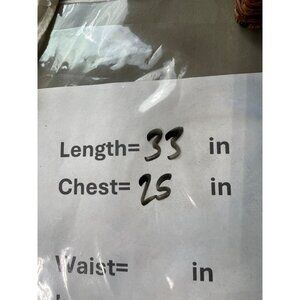 Length= 33 in
Chest= 25 in
Waist= in